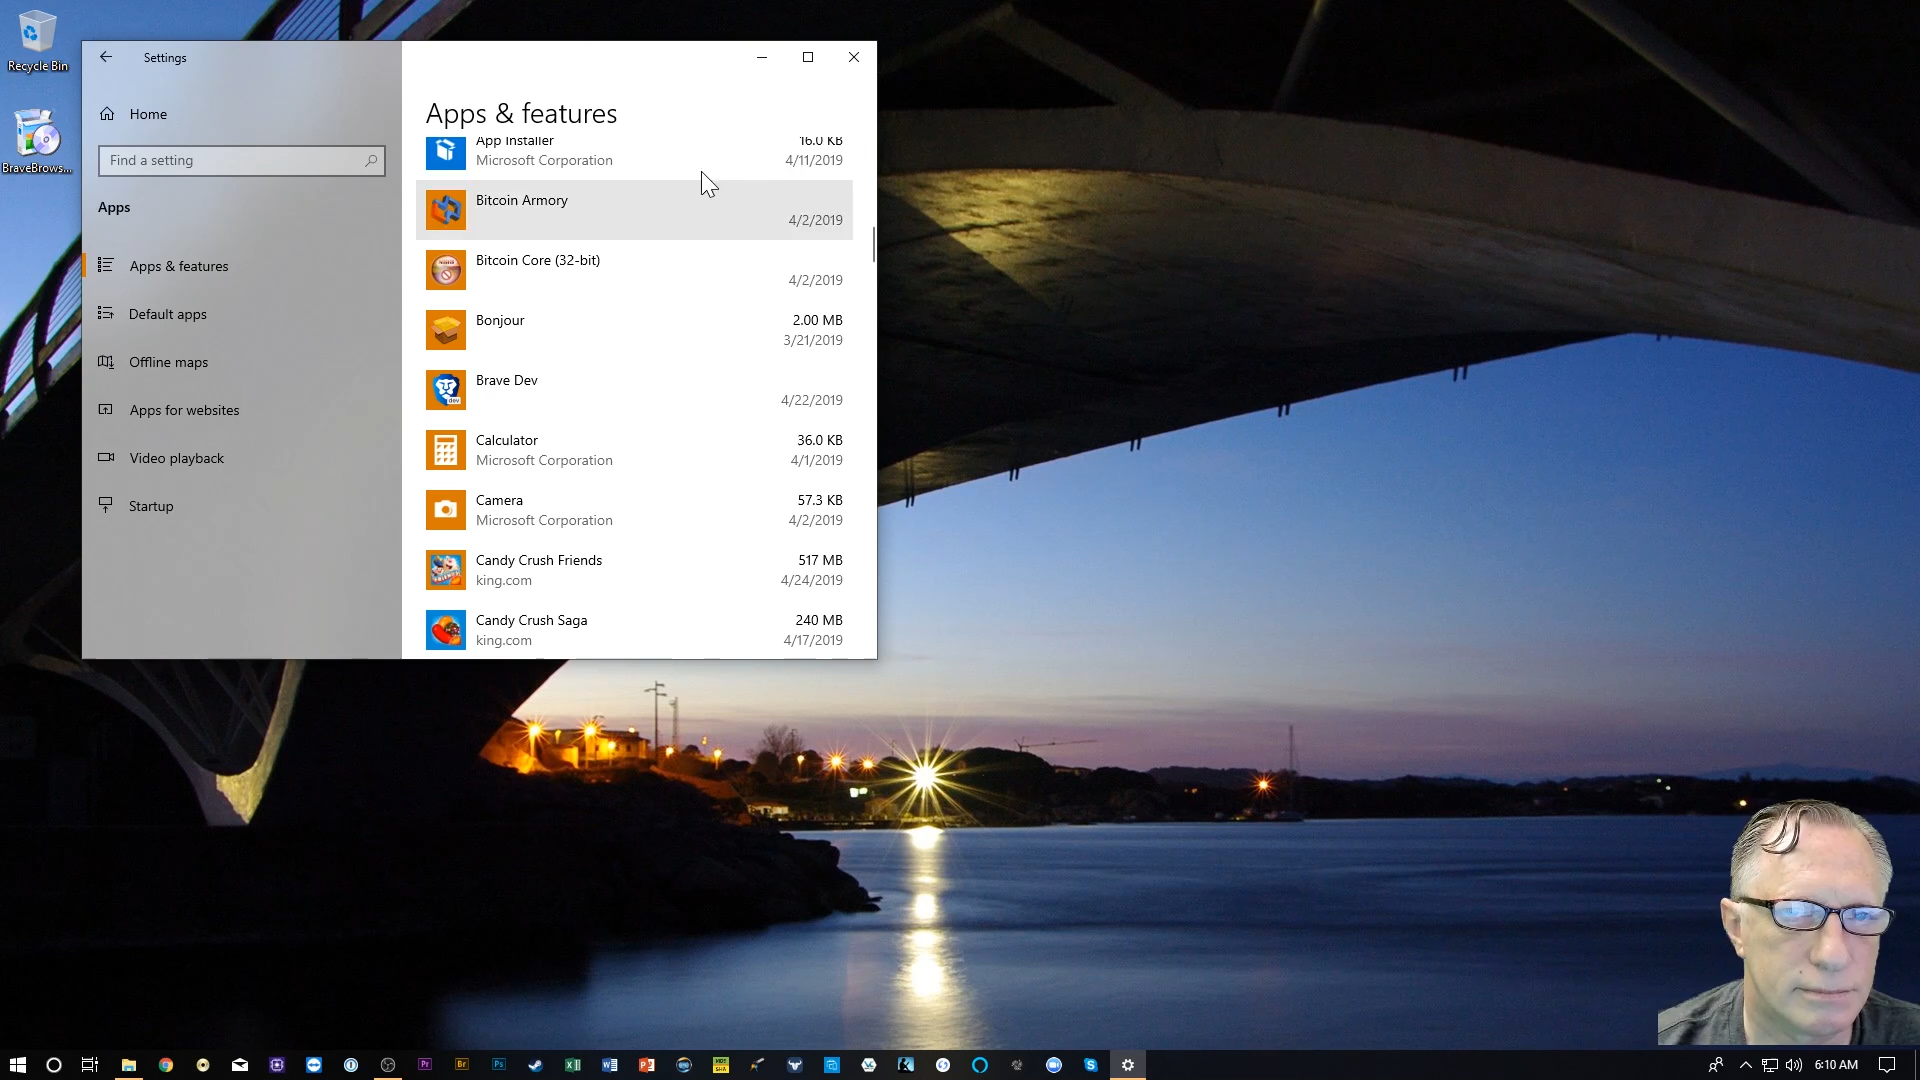 Recycle Bin
BraveBrows...
Settings
Home
Find a setting
Apps
Apps & features
Default apps
Offline maps
Apps for websites
Video playback
Startup
Apps & features
App Installer
16.0 KB
Microsoft Corporation
4/11/2019
Bitcoin Armory
4/2/2019
Bitcoin Core (32-bit)
4/2/2019
Bonjour
2.00 MB
3/21/2019
Brave Dev
dev
4/22/2019
Calculator
36.0 KB
Microsoft Corporation
4/1/2019
Camera
57.3 KB
Microsoft Corporation
4/2/2019
Candy Crush Friends
517 MB
king.com
4/24/2019
Candy Crush Saga
240 MB
king.com
4/17/2019
Pr
Br
Ps
6:10 AM